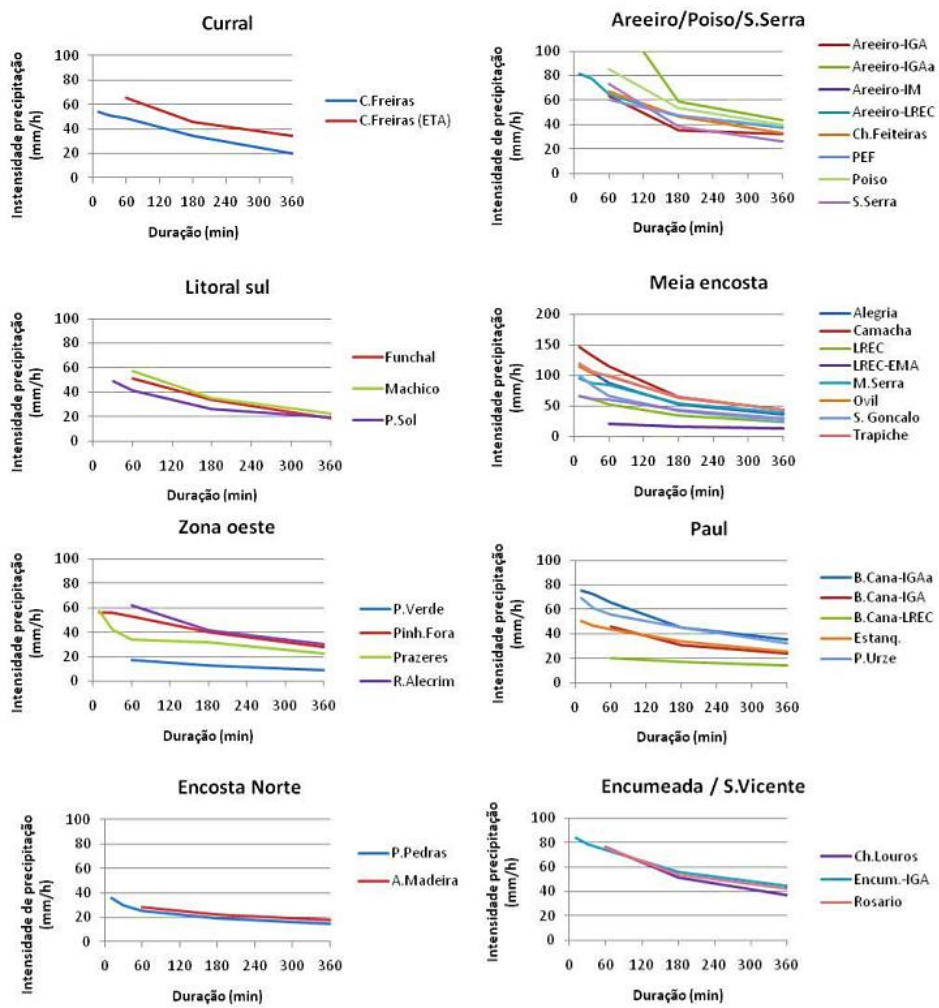 Curral
Instensidade precipitação
(mm/h)
100
80
60
40
20
0
0 60 120 180 240 300 360
Duração (min)
C.Freiras
C.Freiras (ETA)
Areeiro/Poiso/S.Serra
Intensidade de precipitação
(mm/h)
100
80
60
40
20
0
0 60 120 180 240 300 360
Duração (min)
Areeiro-IGA
Areeiro-IGAa
Areeiro-IM
Areeiro-LREC
Ch.Feiteiras
PEF
Poiso
S.Serra
Litoral sul
Intensidade precipitação
(mm/h)
100
80
60
40
20
0
0 60 120 180 240 300 360
Duração (min)
Funchal
Machico
P.Sol
Meia encosta
Intensidade precipitação
(mm/h)
200
150
100
50
0
0 60 120 180 240 300 360
Duração (min)
Alegria
Camacha
LREC
LREC-EMA
M.Serra
Ovil
S. Goncalo
Trapiche
Zona oeste
Intensidade precipitação
(mm/h)
100
80
60
40
20
0
0 60 120 180 240 300 360
Duração (min)
P.Verde
Pinh.Fora
Prazeres
R.Alecrim
Paul
Intensidade precipitação
(mm/h)
100
80
60
40
20
0
0 60 120 180 240 300 360
Duração (min)
B.Cana-IGAa
B.Cana-IGA
B.Cana-LREC
Estanq.
P.Urze
Encosta Norte
Intensidade precipitação
(mm/h)
100
80
60
40
20
0
0 60 120 180 240 300 360
Duração (min)
P.Pedras
A.Madeira
Encumeada / S.Vicente
Intensidade precipitação
(mm/h)
100
80
60
40
20
0
0 60 120 180 240 300 360
Duração (min)
Ch.Louros
Encum.-IGA
Rosario